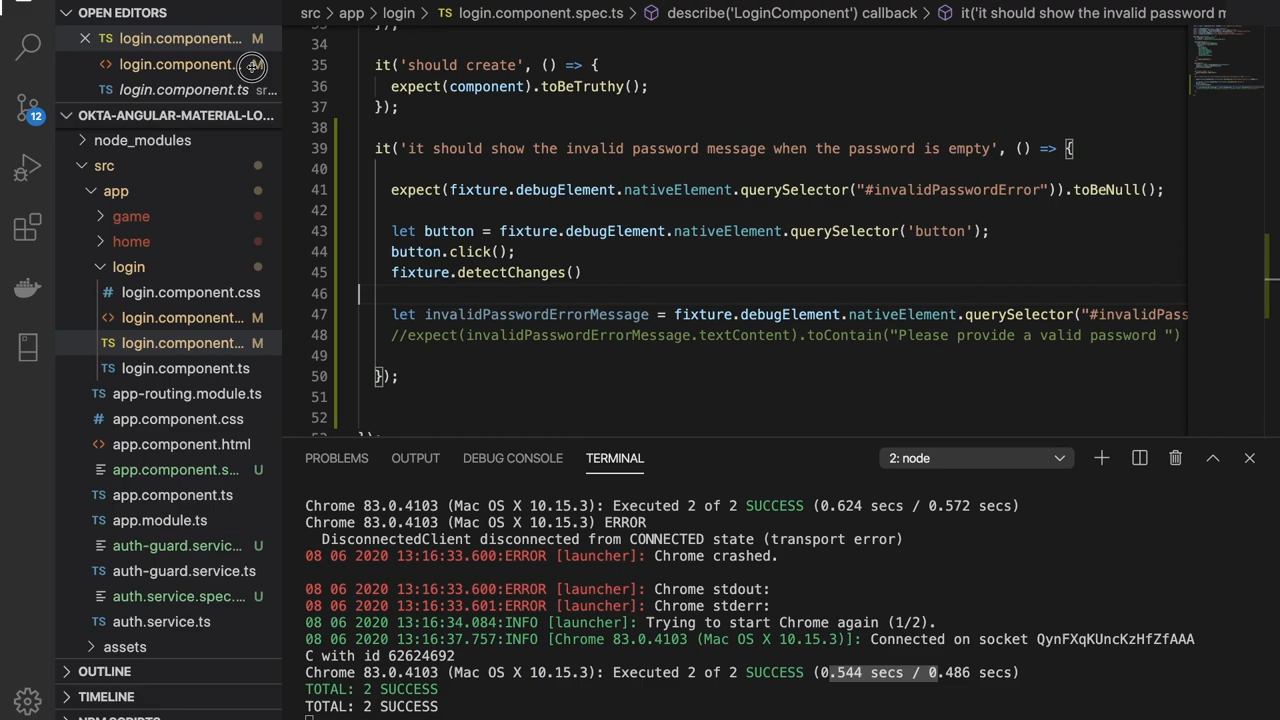 OPEN EDITORS
TS login.component... M
<> login.component. M
login.component.ts sr...
12
OKTA-ANGULAR-MATERIAL-LO...
node_modules
src
app
game
home
login
# login.component.css
<> login.component... M
TS login.component... M
TS login.component.ts
TS app-routing.module.ts
# app.component.css
<> app.component.html
app.component.s... U
TS app.component.ts
TS app.module.ts
auth-guard.servic... U
TS auth-guard.service.ts
auth.service.spec.... U
TS auth.service.ts
assets
OUTLINE
TIMELINE
NPM SCRIPTS
src > app > login > TS login.component.spec.ts > describe('LoginComponent') callback > it('it should show the invalid password m
34
35 it('should create', () => {
36 expect(component).toBeTruthy();
37 });
38
39 it('it should show the invalid password message when the password is empty', () => {
40
41 expect(fixture.debugElement.nativeElement.querySelector("#invalidPasswordError")).toBeNull();
42
43 let button = fixture.debugElement.nativeElement.querySelector('button');
44 button.click();
45 fixture.detectChanges()
46
47 let invalidPasswordErrorMessage = fixture.debugElement.nativeElement.querySelector("#invalidPass
48 //expect(invalidPasswordErrorMessage.textContent).toContain("Please provide a valid password ")
49
50 });
51
52
PROBLEMS OUTPUT DEBUG CONSOLE TERMINAL 2: node
Chrome 83.0.4103 (Mac OS X 10.15.3): Executed 2 of 2 SUCCESS (0.624 secs / 0.572 secs)
Chrome 83.0.4103 (Mac OS X 10.15.3) ERROR
DisconnectedClient disconnected from CONNECTED state (transport error)
08 06 2020 13:16:33.600:ERROR [launcher]: Chrome crashed.
08 06 2020 13:16:33.600:ERROR [launcher]: Chrome stdout:
08 06 2020 13:16:33.601:ERROR [launcher]: Chrome stderr:
08 06 2020 13:16:34.084:INFO [launcher]: Trying to start Chrome again (1/2).
08 06 2020 13:16:37.757:INFO [Chrome 83.0.4103 (Mac OS X 10.15.3)]: Connected on socket QynFXqKUncKzHfZfAAA
C with id 62624692
Chrome 83.0.4103 (Mac OS X 10.15.3): Executed 2 of 2 SUCCESS (0.544 secs / 0.486 secs)
TOTAL: 2 SUCCESS
TOTAL: 2 SUCCESS